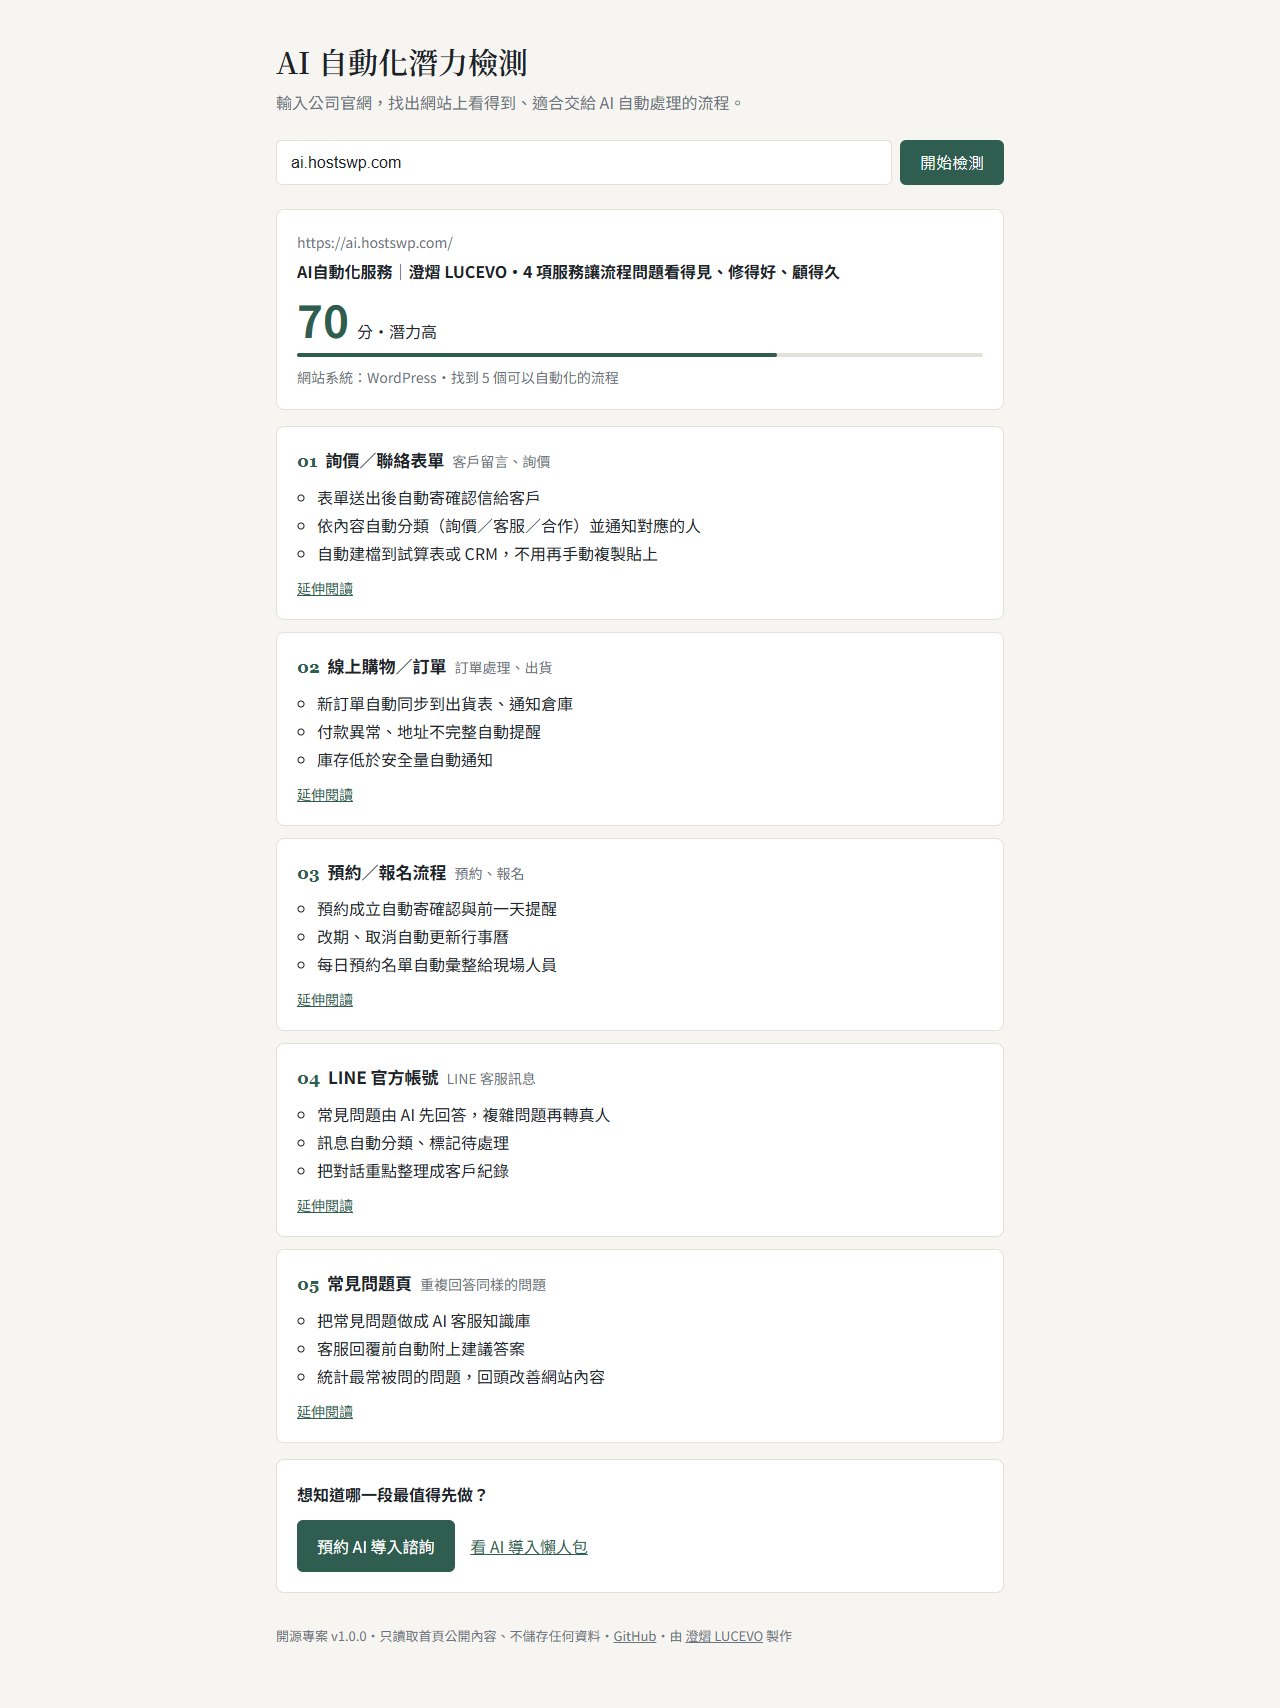 AI 自動化潛力檢測
輸入公司官網，找出網站上看得到、適合交給 AI 自動處理的流程。
ai.hostswp.com
開始檢測
https://ai.hostswp.com/
AI自動化服務｜澄熠 LUCEVO・4 項服務讓流程問題看得見、修得好、顧得久
70 分・潛力高
網站系統：WordPress・找到 5 個可以自動化的流程
01 詢價／聯絡表單 客戶留言、詢價
表單送出後自動寄確認信給客戶
依內容自動分類（詢價／客服／合作）並通知對應的人
自動建檔到試算表或 CRM，不用再手動複製貼上
延伸閱讀
02 線上購物／訂單 訂單處理、出貨
新訂單自動同步到出貨表、通知倉庫
付款異常、地址不完整自動提醒
庫存低於安全量自動通知
延伸閱讀
03 預約／報名流程 預約、報名
預約成立自動寄確認與前一天提醒
改期、取消自動更新行事曆
每日預約名單自動彙整給現場人員
延伸閱讀
04 LINE 官方帳號 LINE 客服訊息
常見問題由 AI 先回答，複雜問題再轉真人
訊息自動分類、標記待處理
把對話重點整理成客戶紀錄
延伸閱讀
05 常見問題頁 重複回答同樣的問題
把常見問題做成 AI 客服知識庫
客服回覆前自動附上建議答案
統計最常被問的問題，回頭改善網站內容
延伸閱讀
想知道哪一段最值得先做？
預約 AI 導入諮詢 看 AI 導入懶人包
開源專案 v1.0.0・只讀取首頁公開內容、不儲存任何資料・GitHub・由 澄熠 LUCEVO 製作